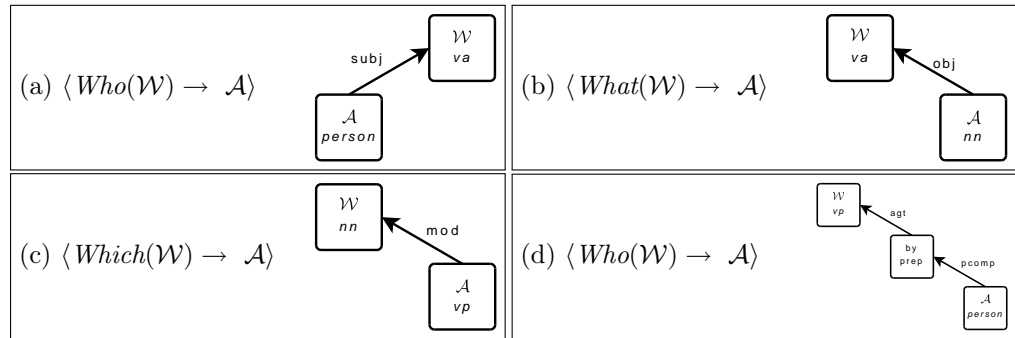 (a) ⟨ Who(𝒲) → 𝒜⟩
subj
𝒲
va
𝒜
person
(b) ⟨ What(𝒲) → 𝒜⟩
𝒲
va
obj
𝒜
nn
(c) ⟨ Which(𝒲) → 𝒜⟩
𝒲
nn
mod
𝒜
vp
(d) ⟨ Who(𝒲) → 𝒜⟩
𝒲
vp
agt
by
prep
pcomp
𝒜
person